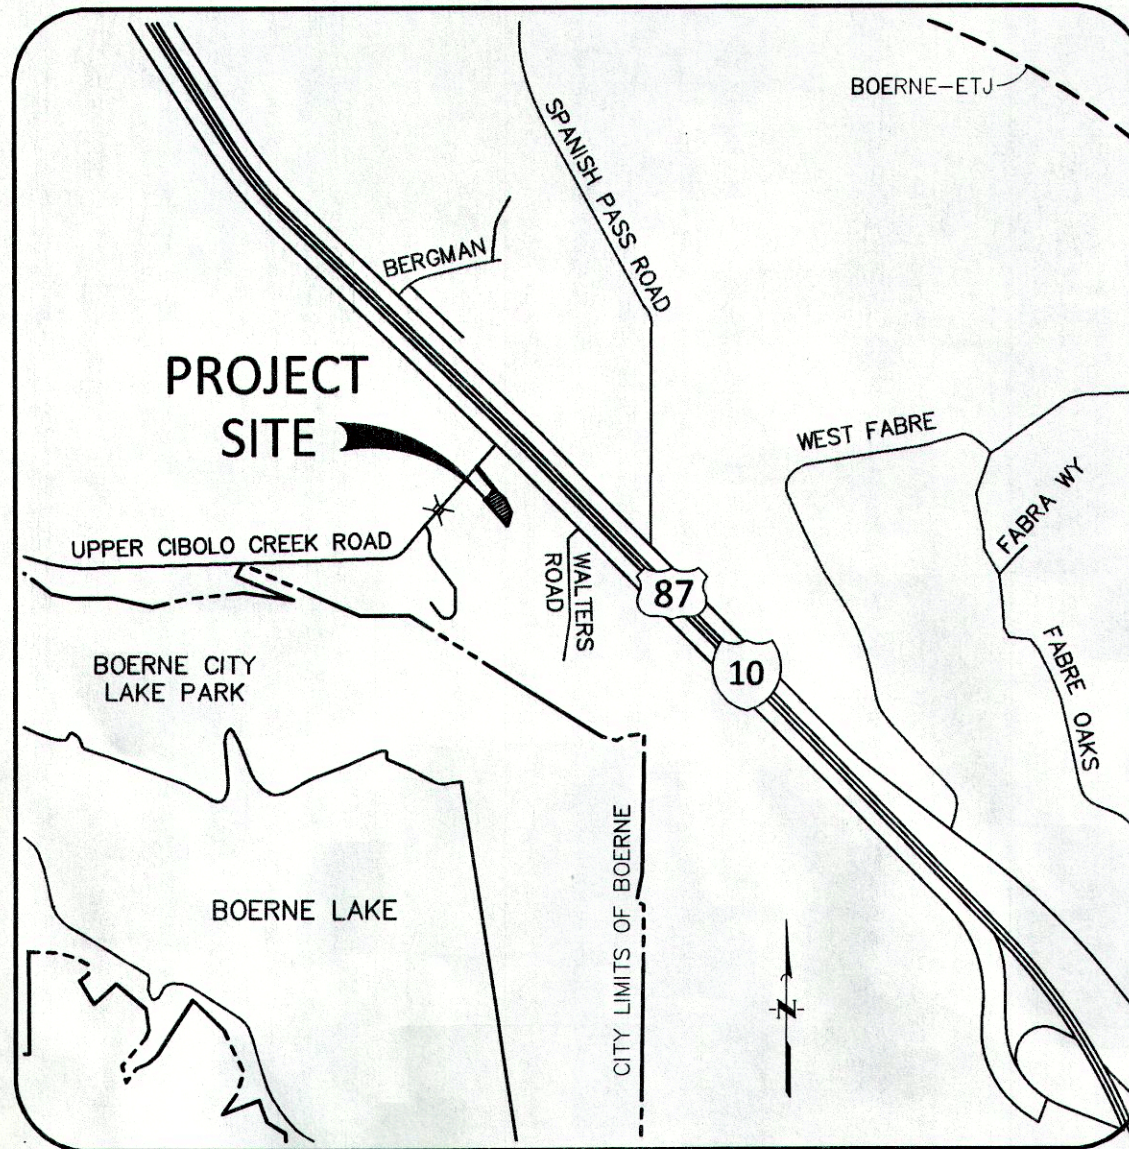 BOERNE-ETJ
SPANISH PASS ROAD
BERGMAN
PROJECT
SITE
WEST FABRE
FABRA WY
UPPER CIBOLO CREEK ROAD
WALTERS
ROAD
87
BOERNE CITY
LAKE PARK
10
FABRE OAKS
BOERNE LAKE
CITY LIMITS OF BOERNE
N